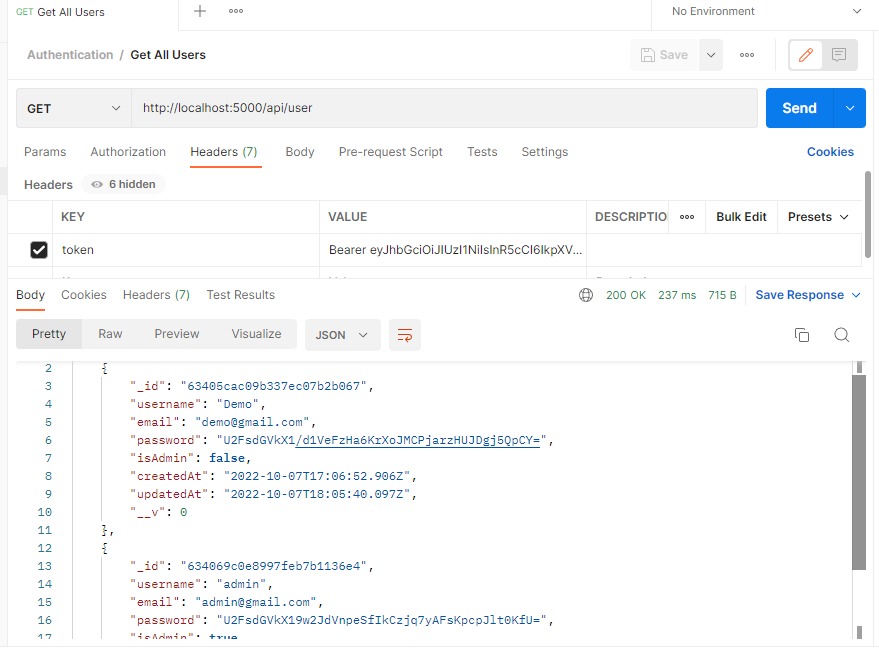 GET Get All Users
No Environment
Authentication / Get All Users
Save
GET http://localhost:5000/api/user Send
Params Authorization Headers (7) Body Pre-request Script Tests Settings Cookies
Headers 6 hidden
KEY VALUE DESCRIPTIO Bulk Edit Presets
token Bearer eyJhbGciOiJIUzI1NiIsInR5cCI6IkpXV...
Body Cookies Headers (7) Test Results 200 OK 237 ms 715 B Save Response
Pretty Raw Preview Visualize JSON
2 {
3 "_id": "63405cac09b337ec07b2b067",
4 "username": "Demo",
5 "email": "demo@gmail.com",
6 "password": "U2FsdGVkX1/d1VeFzHa6KrXoJMCPjarzHUJDgj5QpCY=",
7 "isAdmin": false,
8 "createdAt": "2022-10-07T17:06:52.906Z",
9 "updatedAt": "2022-10-07T18:05:40.097Z",
10 "__v": 0
11 },
12 {
13 "_id": "634069c0e8997feb7b1136e4",
14 "username": "admin",
15 "email": "admin@gmail.com",
16 "password": "U2FsdGVkX19w2JdVnpeSfIkCzjq7yAFsKpcpJlt0KfU=",
17 "isAdmin": true